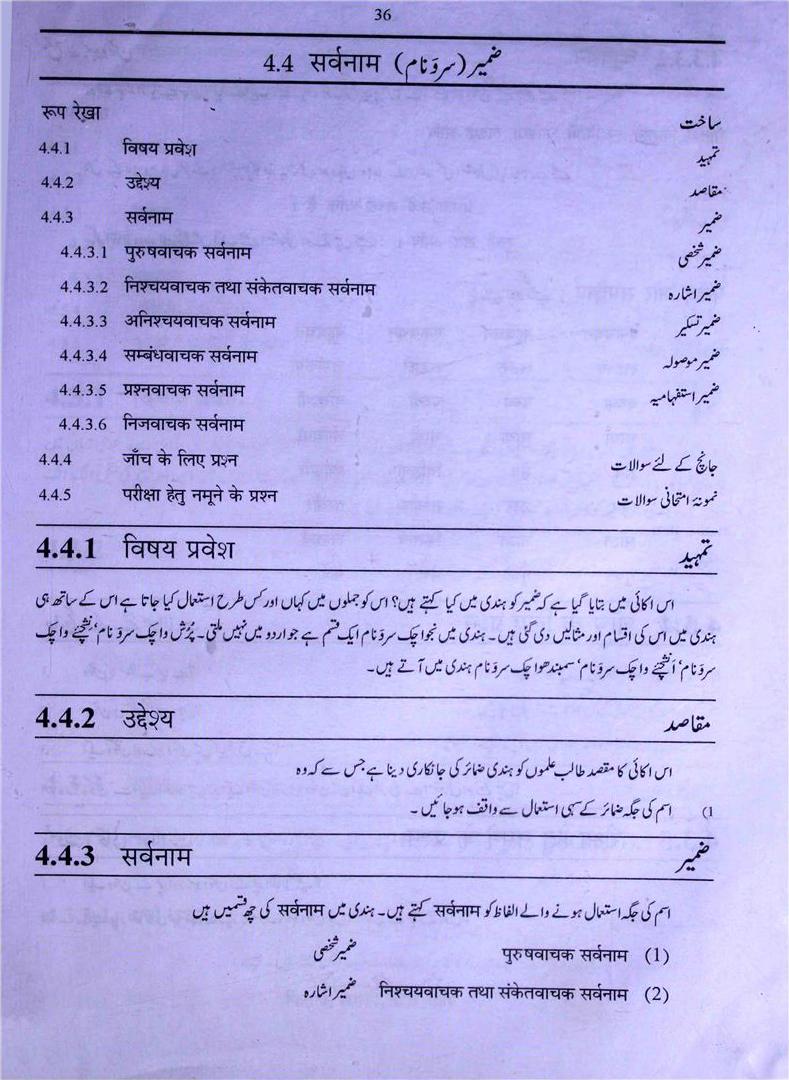 36
4.4 सर्वनाम (سروَنام) ضمیر
रूप रेखा ساخت
4.4.1 विषय प्रवेश تمہید
4.4.2 उद्देश्य مقاصد
4.4.3 सर्वनाम ضمیر
4.4.3.1 पुरुषवाचक सर्वनाम ضمیر شخصی
4.4.3.2 निश्चयवाचक तथा संकेतवाचक सर्वनाम ضمیر اشارہ
4.4.3.3 अनिश्चयवाचक सर्वनाम ضمیر تنکیر
4.4.3.4 सम्बंधवाचक सर्वनाम ضمیر موصولہ
4.4.3.5 प्रश्नवाचक सर्वनाम ضمیر استفہامیہ
4.4.3.6 निजवाचक सर्वनाम
4.4.4 जाँच के लिए प्रश्न جانچ کے لئے سوالات
4.4.5 परीक्षा हेतु नमूने के प्रश्न نمونۂ امتحانی سوالات
4.4.1 विषय प्रवेश تمہید
اس اکائی میں بتایا گیا ہے کہ ضمیر کو ہندی میں کیا کہتے ہیں؟ اس کو جملوں میں کہاں اور کس طرح استعمال کیا جاتا ہے اس کے ساتھ ہی
ہندی میں اس کی اقسام اور مثالیں دی گئی ہیں۔ ہندی میں نجواچک سروَنام ایک قسم ہے جو اردو میں نہیں ملتی۔ پُرُش واچک سروَنام، نِشچئے واچک
سروَنام، اَنِشچئے واچک سروَنام، سمبندھواچک سروَنام ہندی میں آتے ہیں۔
4.4.2 उद्देश्य مقاصد
اس اکائی کا مقصد طالب علموں کو ہندی ضمائر کی جانکاری دینا ہے جس سے کہ وہ
(1 اسم کی جگہ ضمائر کے سہی استعمال سے واقف ہوجائیں۔
4.4.3 सर्वनाम ضمیر
اسم کی جگہ استعمال ہونے والے الفاظ کو सर्वनाम کہتے ہیں۔ ہندی میں सर्वनाम کی چھ قسمیں ہیں
(1) पुरुषवाचक सर्वनाम ضمیر شخصی
(2) निश्चयवाचक तथा संकेतवाचक सर्वनाम ضمیر اشارہ